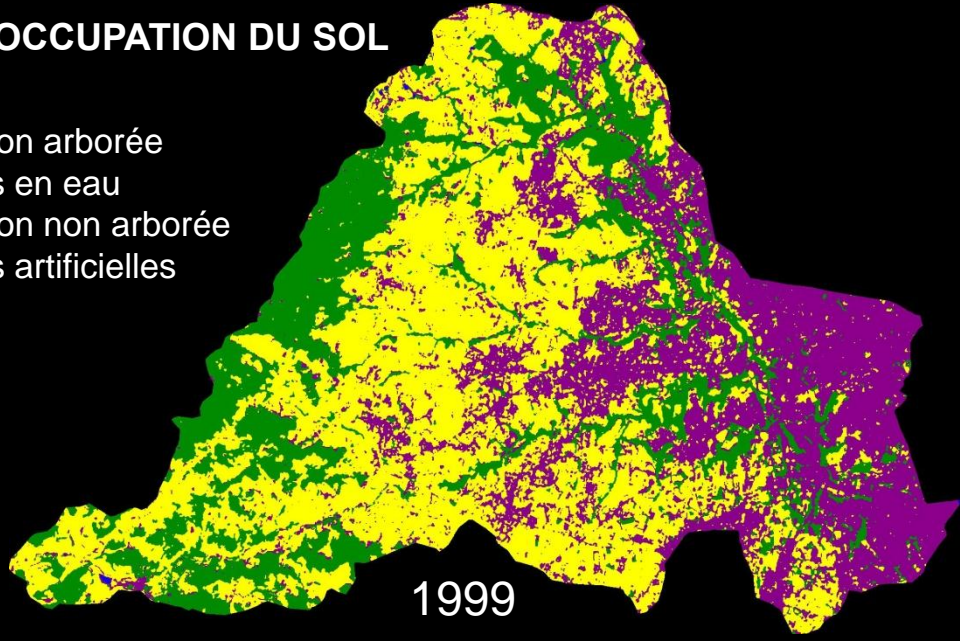 OCCUPATION DU SOL
on arborée
s en eau
on non arborée
s artificielles
1999